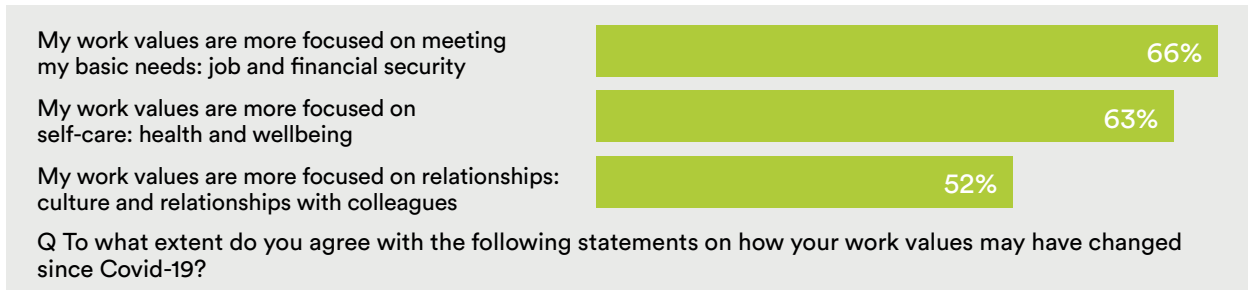 My work values are more focused on meeting
my basic needs: job and financial security
66%
My work values are more focused on
self-care: health and wellbeing
63%
My work values are more focused on relationships:
culture and relationships with colleagues
52%
Q To what extent do you agree with the following statements on how your work values may have changed
since Covid-19?